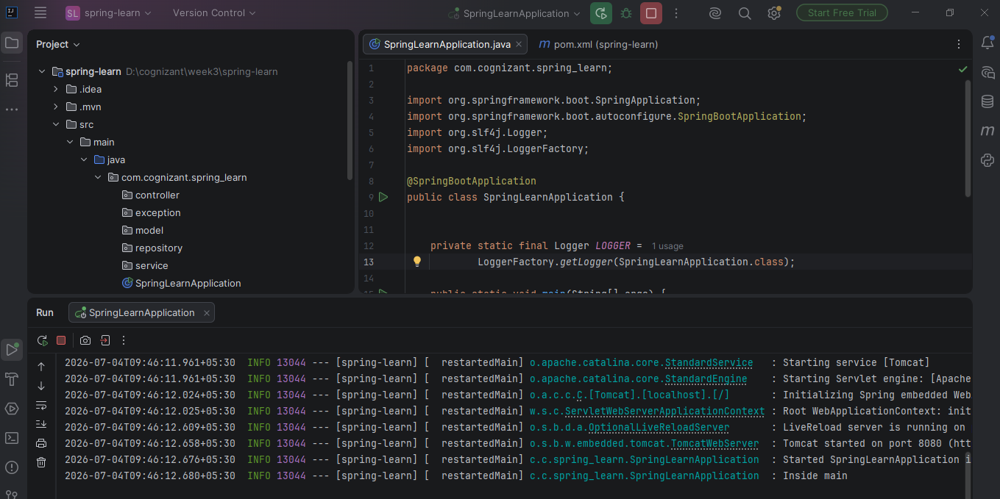 SL spring-learn Version Control SpringLearnApplication Start Free Trial
Project
spring-learn D:\cognizant\week3\spring-learn
.idea
.mvn
src
main
java
com.cognizant.spring_learn
controller
exception
model
repository
service
SpringLearnApplication
SpringLearnApplication.java pom.xml (spring-learn)
1 package com.cognizant.spring_learn;
2
3 import org.springframework.boot.SpringApplication;
4 import org.springframework.boot.autoconfigure.SpringBootApplication;
5 import org.slf4j.Logger;
6 import org.slf4j.LoggerFactory;
7
8 @SpringBootApplication
9 public class SpringLearnApplication {
10
11
12 private static final Logger LOGGER = 1 usage
13 LoggerFactory.getLogger(SpringLearnApplication.class);
14
15 public static void main(String[] args) {
Run SpringLearnApplication
2026-07-04T09:46:11.961+05:30 INFO 13044 --- [spring-learn] [ restartedMain] o.apache.catalina.core.StandardService : Starting service [Tomcat]
2026-07-04T09:46:11.961+05:30 INFO 13044 --- [spring-learn] [ restartedMain] o.apache.catalina.core.StandardEngine : Starting Servlet engine: [Apache
2026-07-04T09:46:12.024+05:30 INFO 13044 --- [spring-learn] [ restartedMain] o.a.c.c.C.[Tomcat].[localhost].[/] : Initializing Spring embedded Web
2026-07-04T09:46:12.025+05:30 INFO 13044 --- [spring-learn] [ restartedMain] w.s.c.ServletWebServerApplicationContext : Root WebApplicationContext: init
2026-07-04T09:46:12.609+05:30 INFO 13044 --- [spring-learn] [ restartedMain] o.s.b.d.a.OptionalLiveReloadServer : LiveReload server is running on
2026-07-04T09:46:12.658+05:30 INFO 13044 --- [spring-learn] [ restartedMain] o.s.b.w.embedded.tomcat.TomcatWebServer : Tomcat started on port 8080 (htt
2026-07-04T09:46:12.676+05:30 INFO 13044 --- [spring-learn] [ restartedMain] c.c.spring_learn.SpringLearnApplication : Started SpringLearnApplication i
2026-07-04T09:46:12.680+05:30 INFO 13044 --- [spring-learn] [ restartedMain] c.c.spring_learn.SpringLearnApplication : Inside main